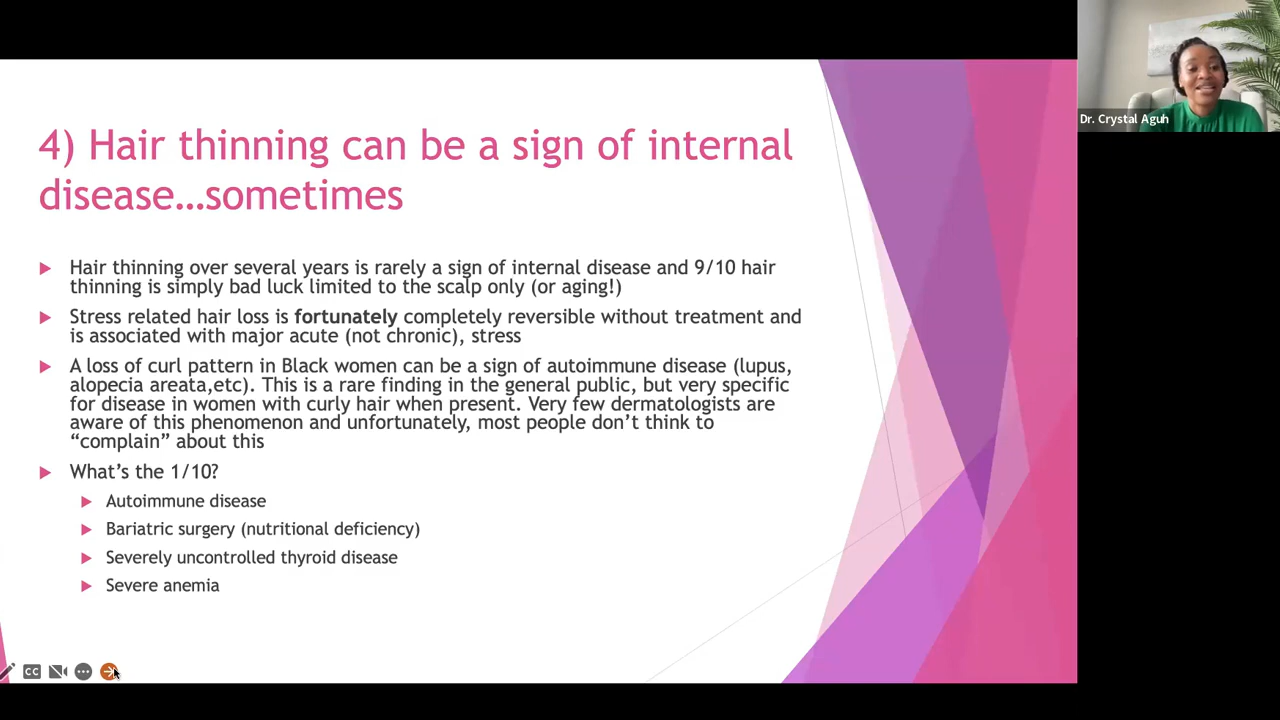 4) Hair thinning can be a sign of internal
disease...sometimes
Hair thinning over several years is rarely a sign of internal disease and 9/10 hair
thinning is simply bad luck limited to the scalp only (or aging!)
Stress related hair loss is fortunately completely reversible without treatment and
is associated with major acute (not chronic), stress
A loss of curl pattern in Black women can be a sign of autoimmune disease (lupus,
alopecia areata,etc). This is a rare finding in the general public, but very specific
for disease in women with curly hair when present. Very few dermatologists are
aware of this phenomenon and unfortunately, most people don't think to
“complain” about this
What's the 1/10?
Autoimmune disease
Bariatric surgery (nutritional deficiency)
Severely uncontrolled thyroid disease
Severe anemia
CC
Dr. Crystal Aguh